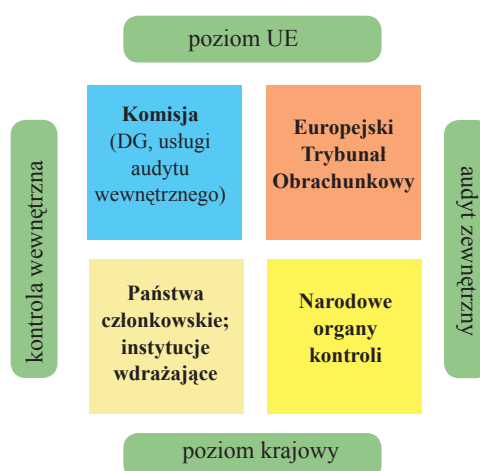 poziom UE
kontrola wewnętrzna
Komisja
(DG, usługi
audytu
wewnętrznego)
Europejski
Trybunał
Obrachunkowy
audyt zewnętrzny
Państwa
członkowskie;
instytucje
wdrażające
Narodowe
organy
kontroli
poziom krajowy